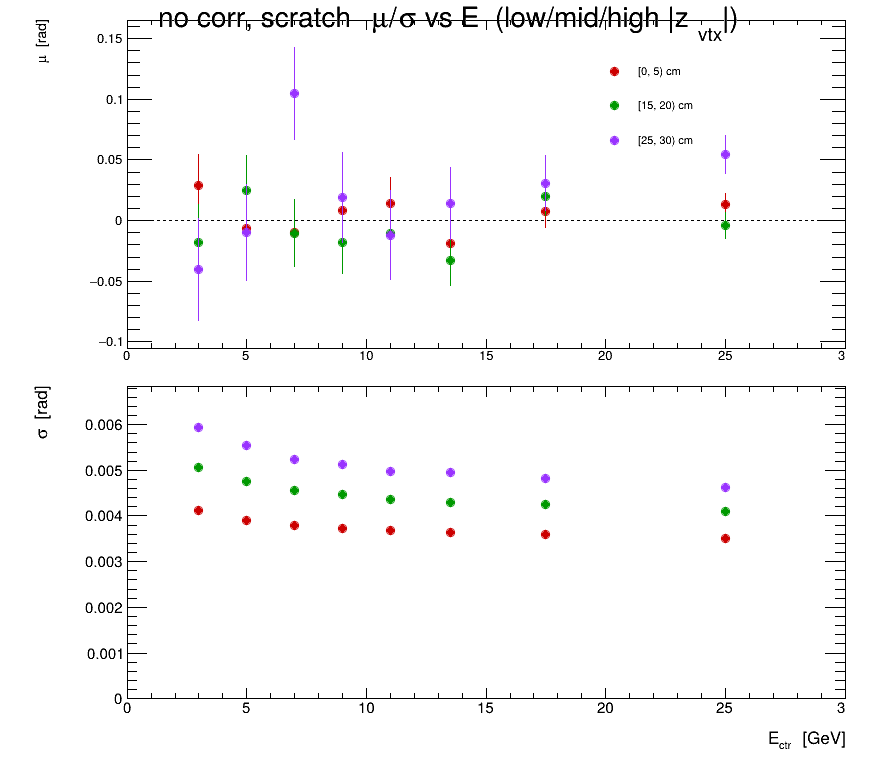 no corr, scratch μ/σ vs E (low/mid/high |z vtx|)
μ [rad]
0.15
0.1
0.05
0
−0.05
−0.1
[0, 5) cm
[15, 20) cm
[25, 30) cm
0 5 10 15 20 25 3
σ [rad]
0.006
0.005
0.004
0.003
0.002
0.001
0
0 5 10 15 20 25 3
Ectr [GeV]